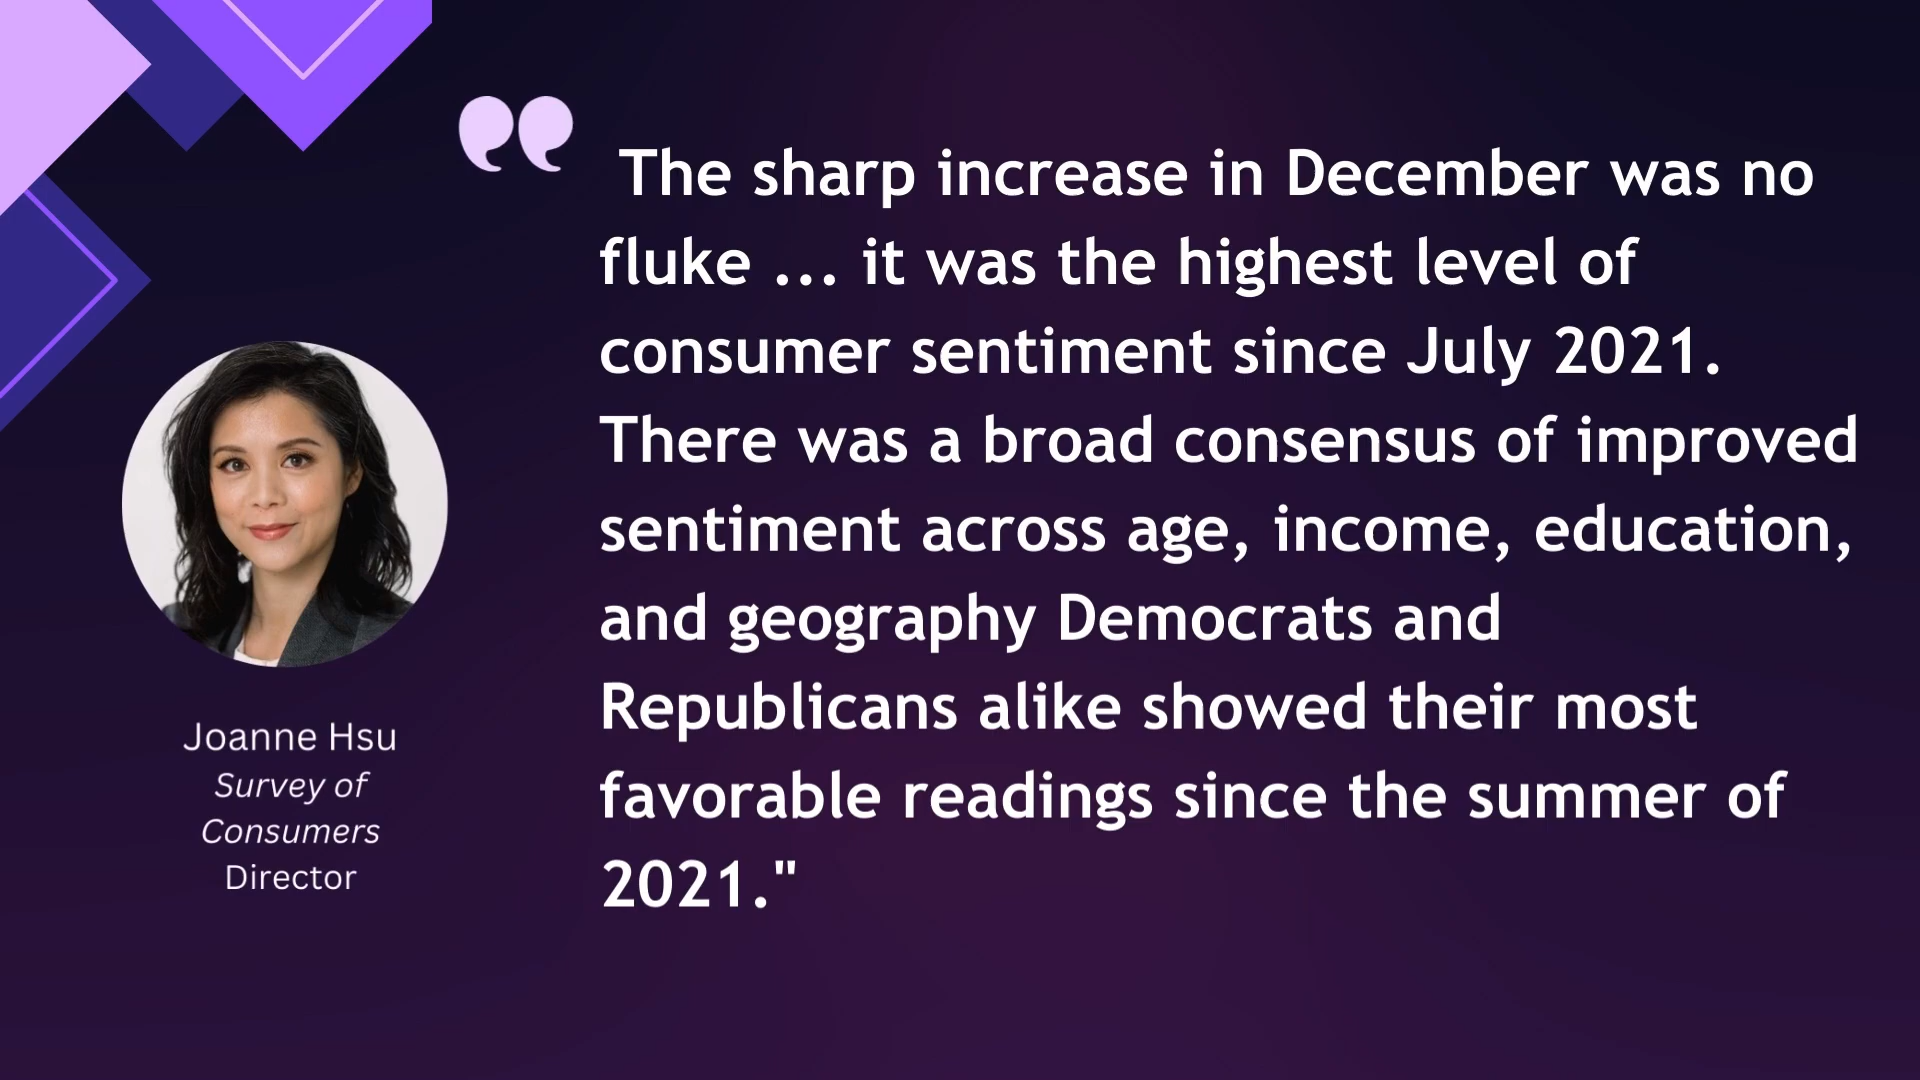 The sharp increase in December was no
fluke ... it was the highest level of
consumer sentiment since July 2021.
There was a broad consensus of improved
sentiment across age, income, education,
and geography Democrats and
Republicans alike showed their most
favorable readings since the summer of
2021."
Joanne Hsu
Survey of
Consumers
Director